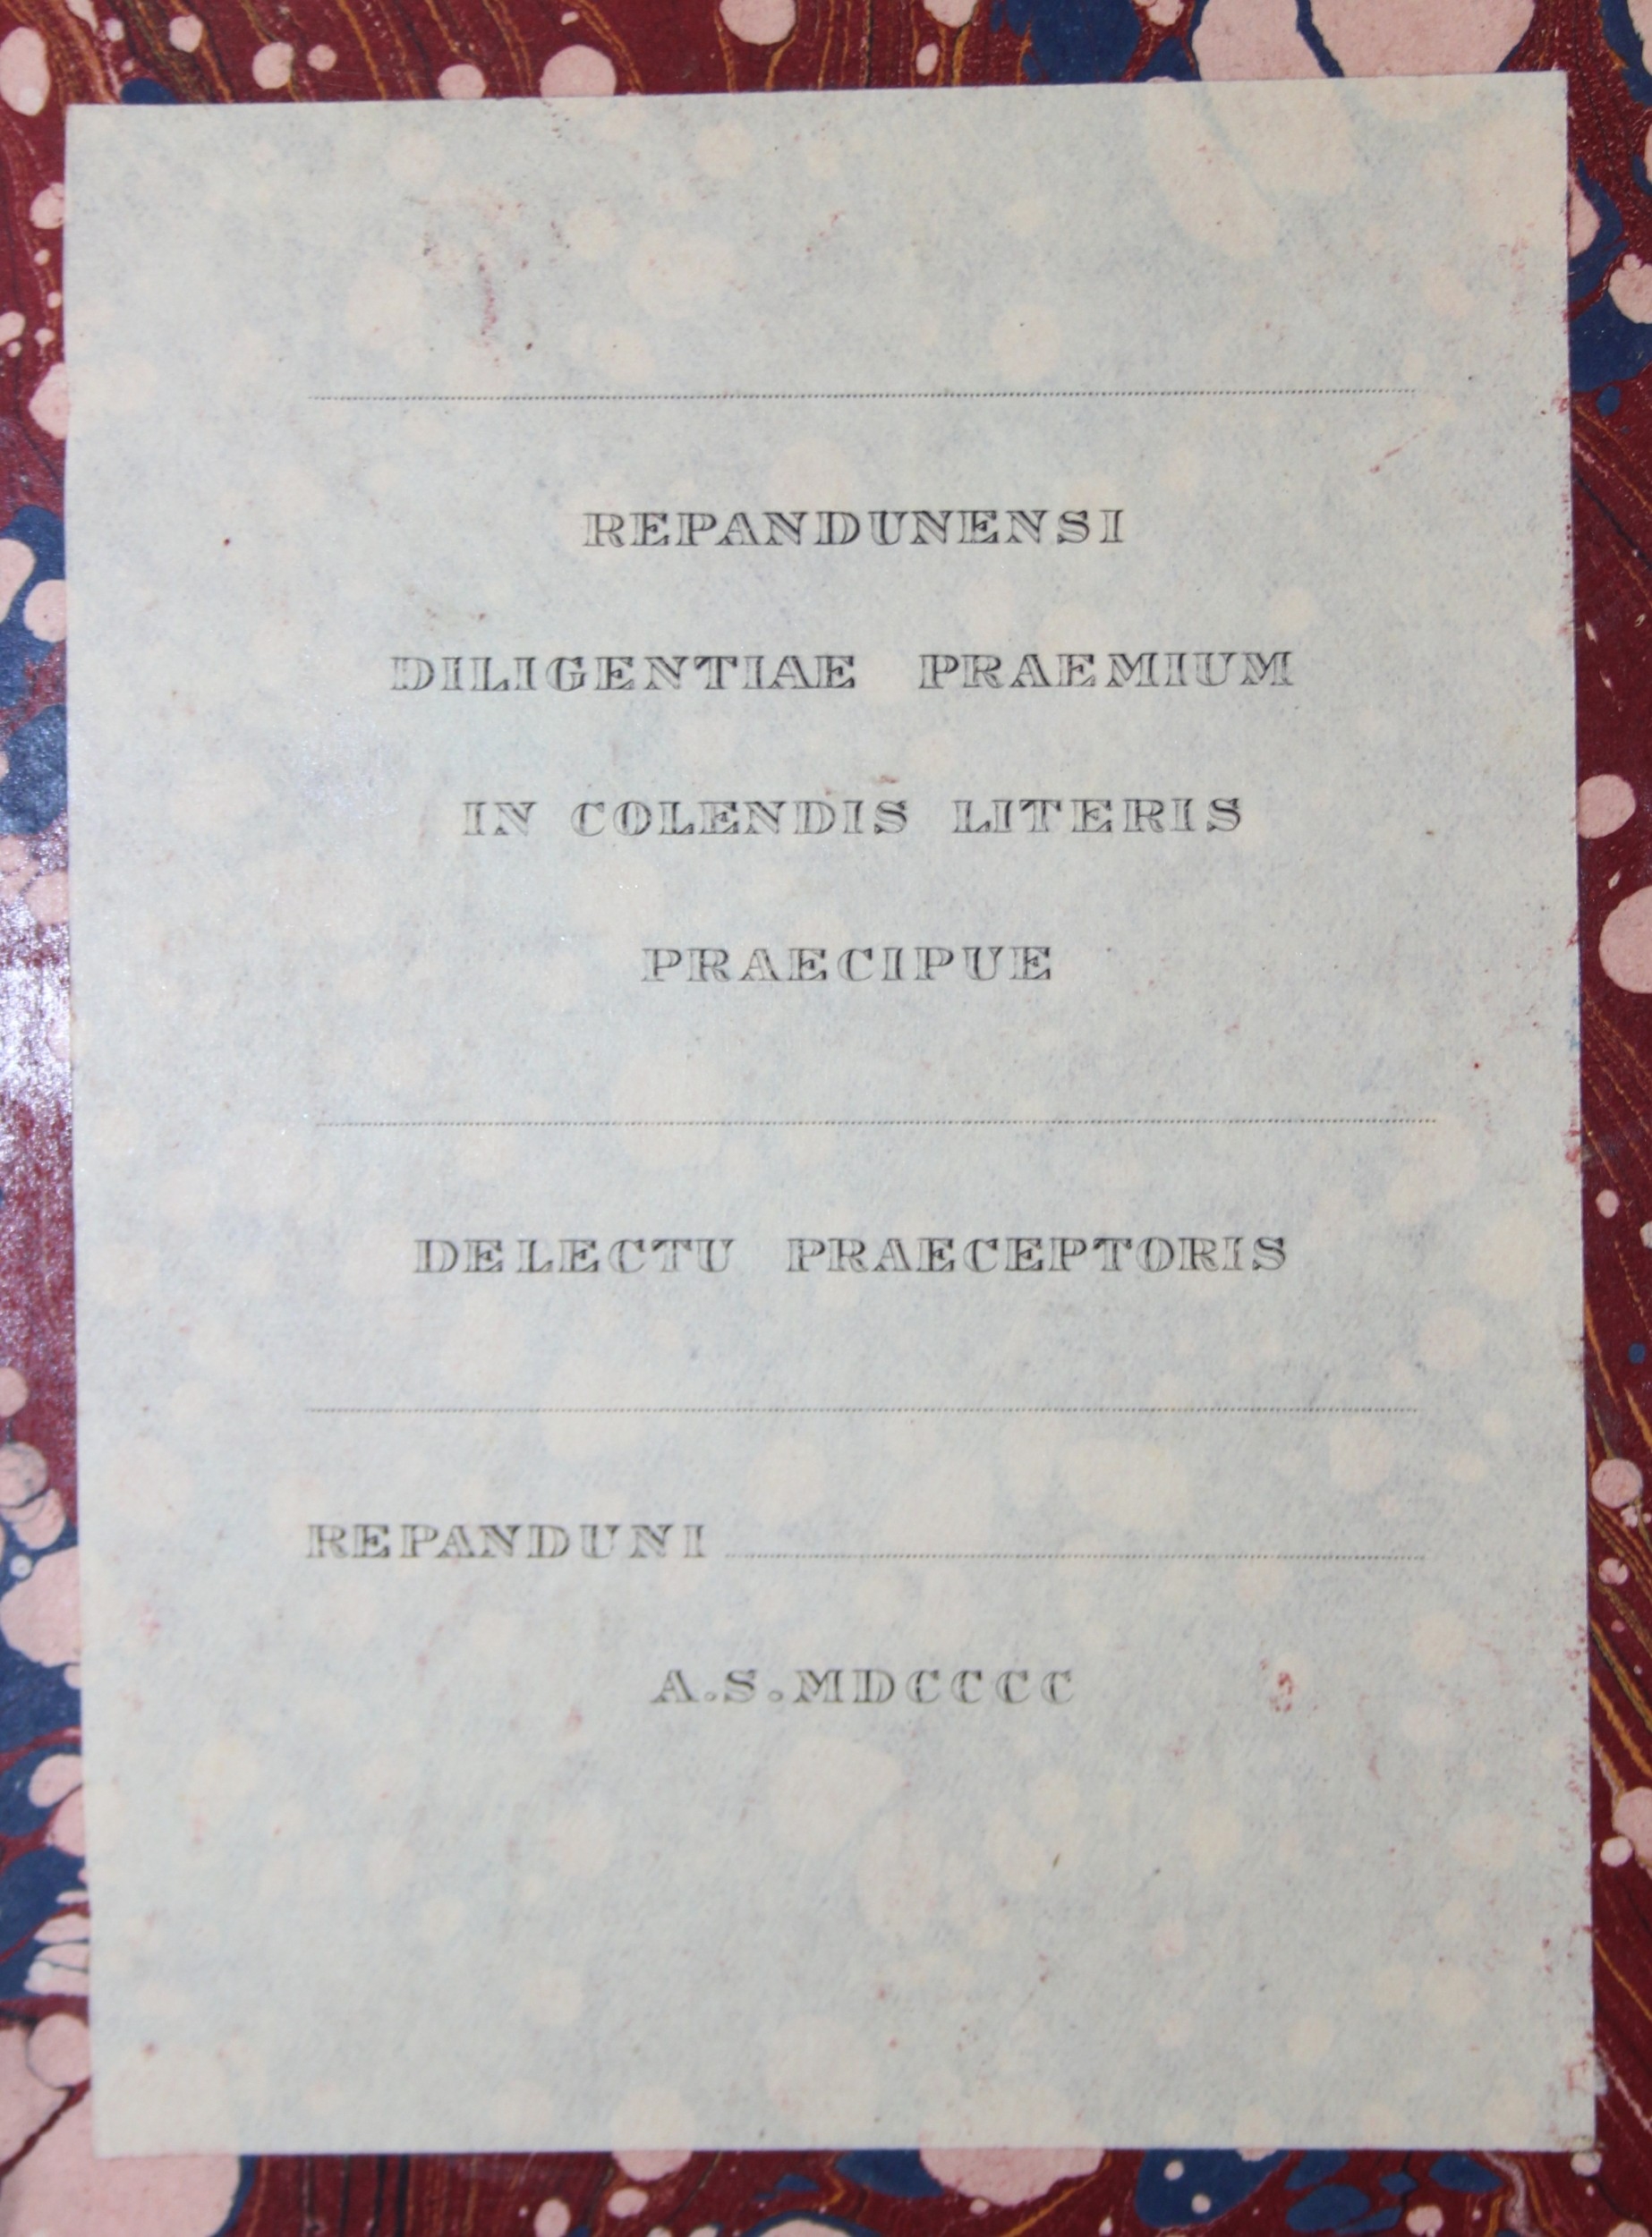 REPANDUNENSI
DILIGENTIAE PRAEMIUM
IN COLENDIS LITERIS
PRAECIPUE
DELECTU PRAECEPTORIS
REPANDUNI
A.S.MDCCCC